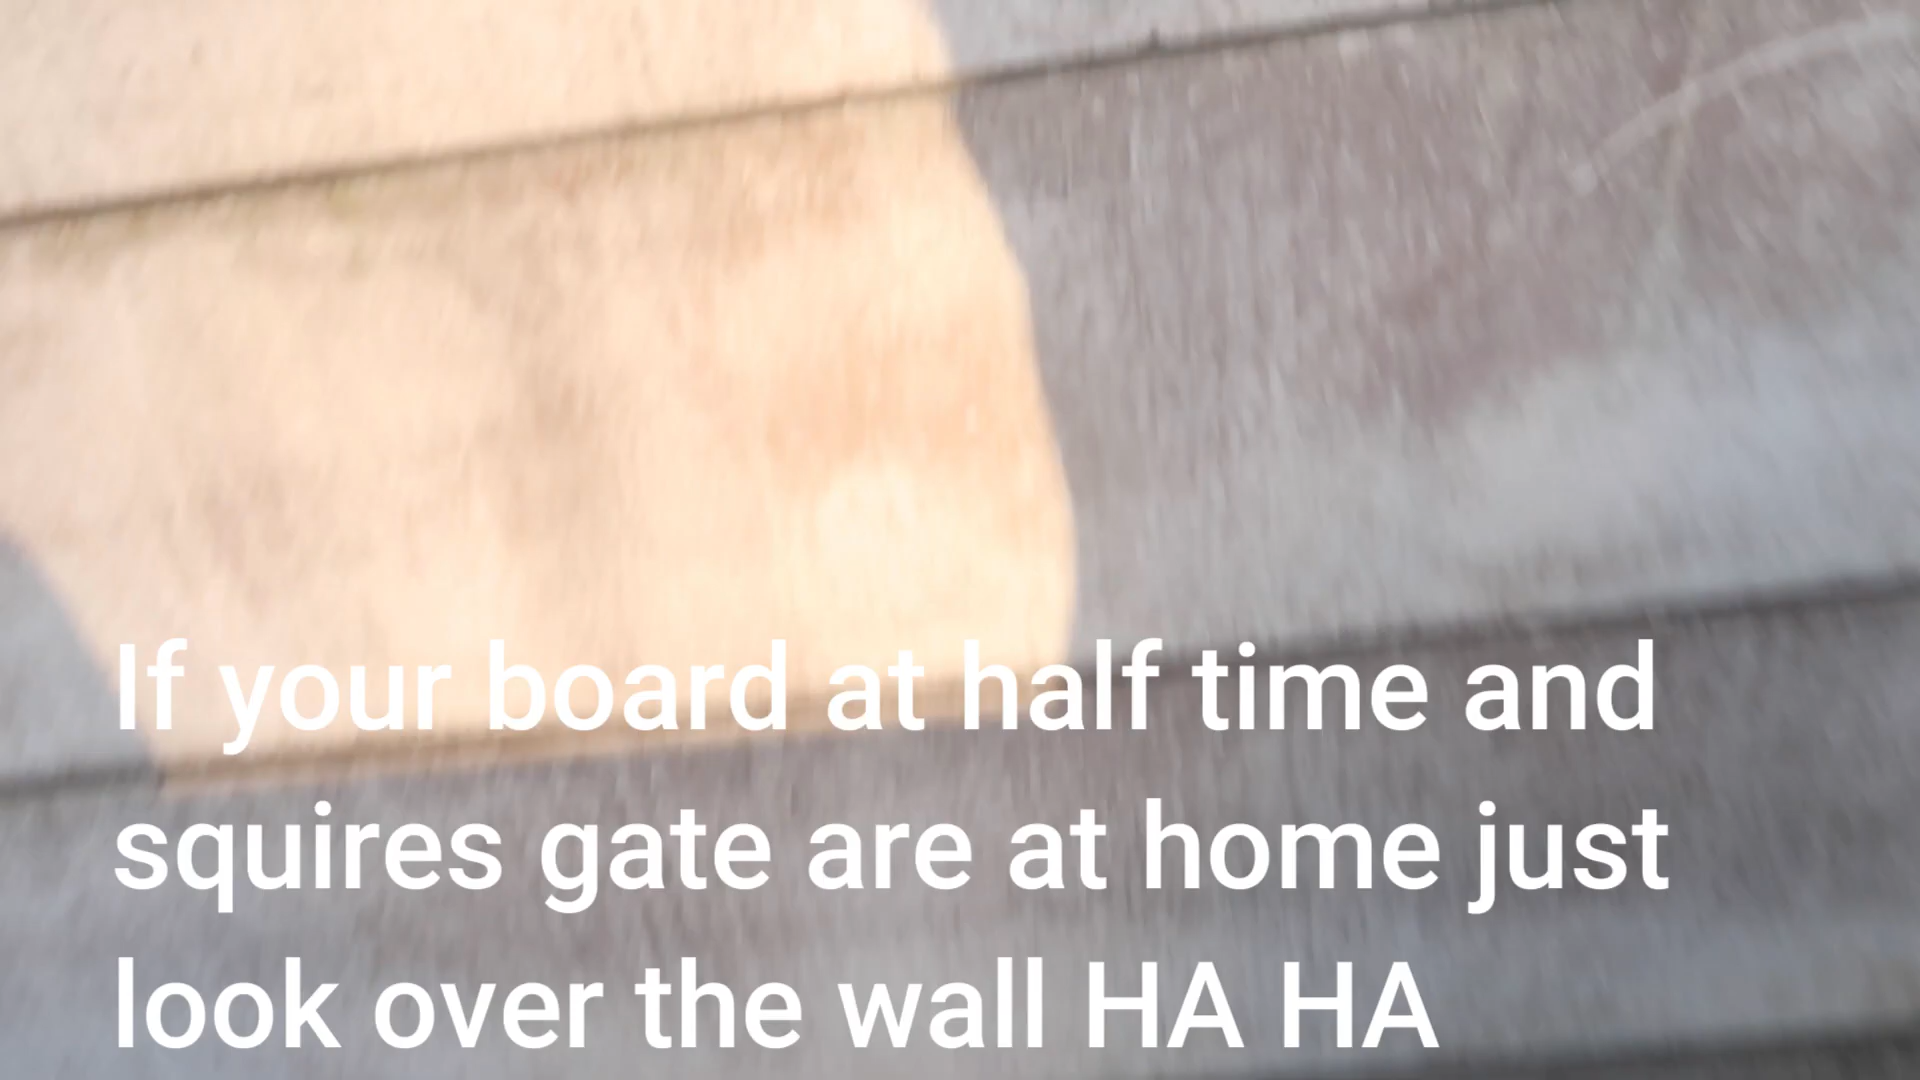 If your board at half time and
squires gate are at home just
look over the wall HA HA